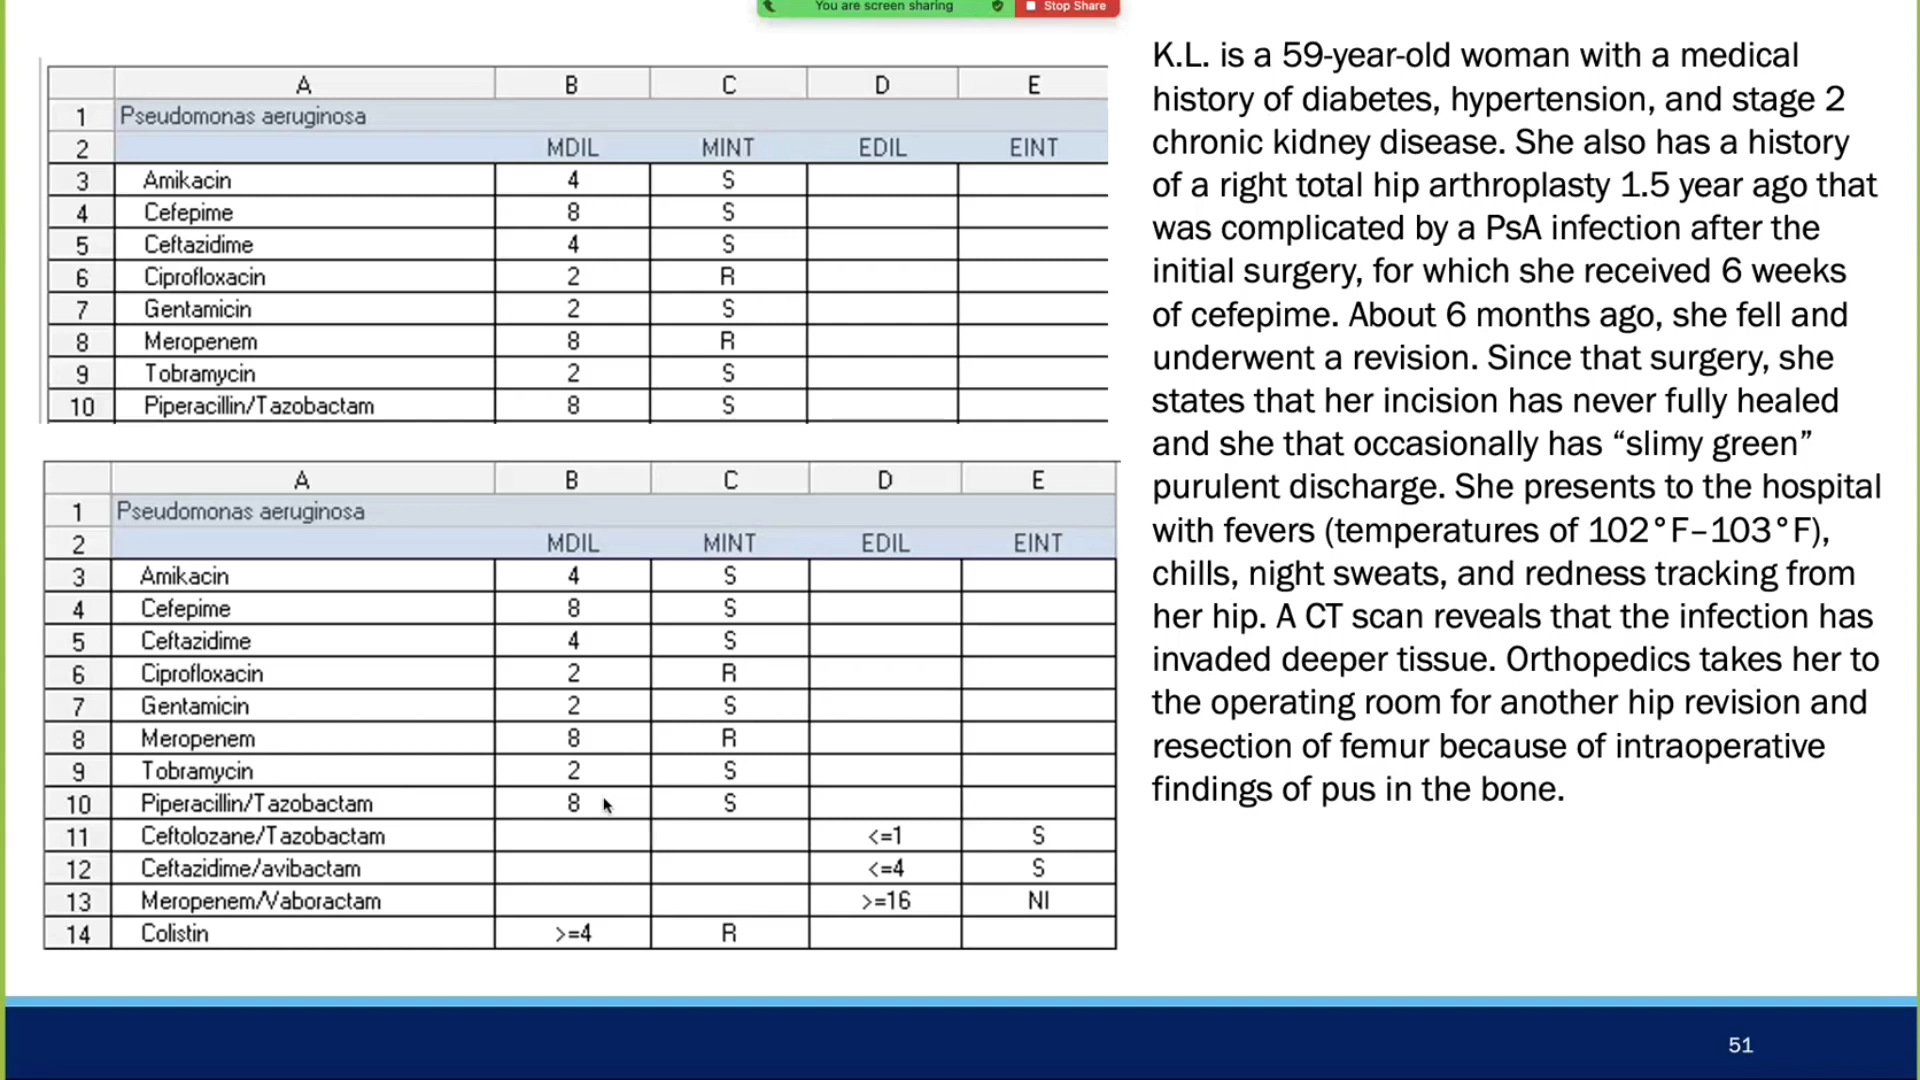 You are screen sharing Stop Share
A B C D E
1 Pseudomonas aeruginosa
2 MDIL MINT EDIL EINT
3 Amikacin 4 S
4 Cefepime 8 S
5 Ceftazidime 4 S
6 Ciprofloxacin 2 R
7 Gentamicin 2 S
8 Meropenem 8 R
9 Tobramycin 2 S
10 Piperacillin/Tazobactam 8 S
A B C D E
1 Pseudomonas aeruginosa
2 MDIL MINT EDIL EINT
3 Amikacin 4 S
4 Cefepime 8 S
5 Ceftazidime 4 S
6 Ciprofloxacin 2 R
7 Gentamicin 2 S
8 Meropenem 8 R
9 Tobramycin 2 S
10 Piperacillin/Tazobactam 8 S
11 Ceftolozane/Tazobactam <=1 S
12 Ceftazidime/avibactam <=4 S
13 Meropenem/Vaboractam >=16 NI
14 Colistin >=4 R
K.L. is a 59-year-old woman with a medical
history of diabetes, hypertension, and stage 2
chronic kidney disease. She also has a history
of a right total hip arthroplasty 1.5 year ago that
was complicated by a PsA infection after the
initial surgery, for which she received 6 weeks
of cefepime. About 6 months ago, she fell and
underwent a revision. Since that surgery, she
states that her incision has never fully healed
and she that occasionally has “slimy green”
purulent discharge. She presents to the hospital
with fevers (temperatures of 102°F–103°F),
chills, night sweats, and redness tracking from
her hip. A CT scan reveals that the infection has
invaded deeper tissue. Orthopedics takes her to
the operating room for another hip revision and
resection of femur because of intraoperative
findings of pus in the bone.
51